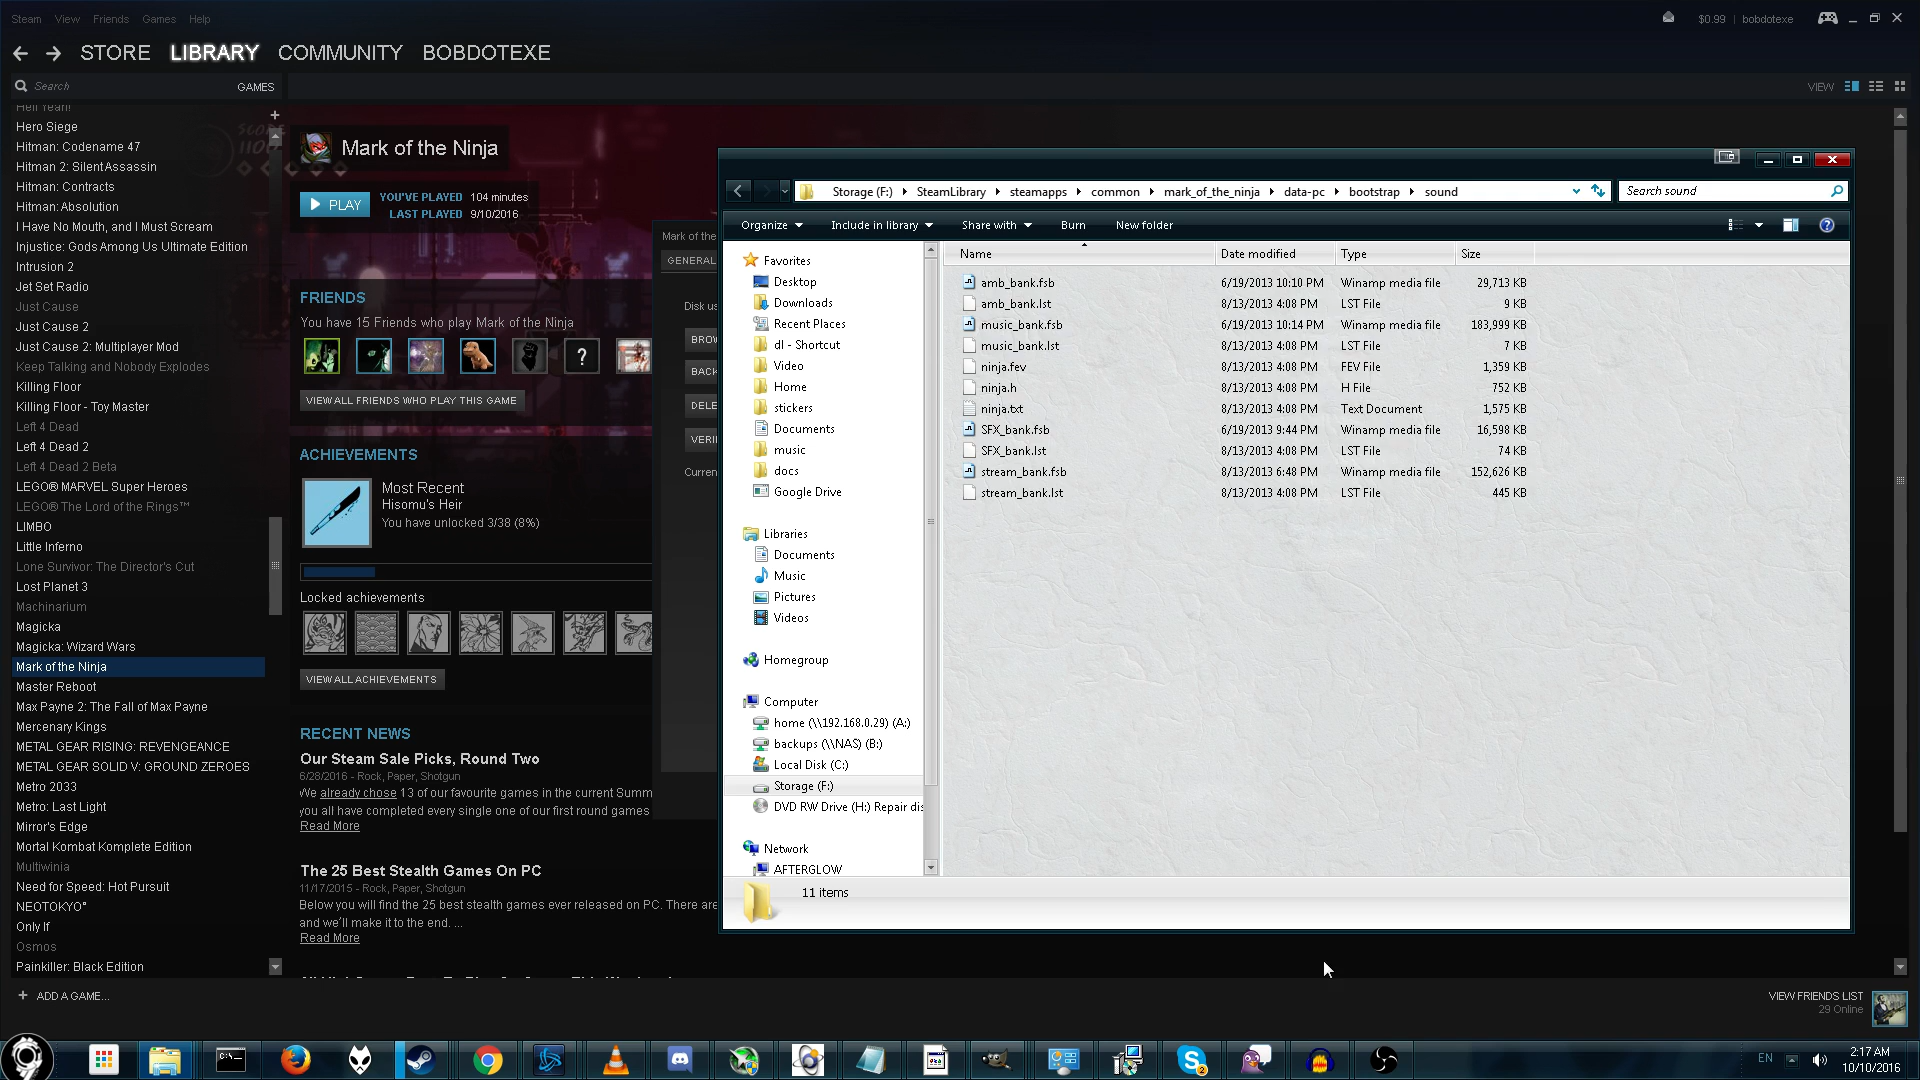 Steam View Friends Games Help
$0.99 | bobdotexe
STORE LIBRARY COMMUNITY BOBDOTEXE
Search
GAMES
VIEW
Hell Yeah!
Hero Siege
Hitman: Codename 47
Hitman 2: Silent Assassin
Hitman: Contracts
Hitman: Absolution
I Have No Mouth, and I Must Scream
Injustice: Gods Among Us Ultimate Edition
Intrusion 2
Jet Set Radio
Just Cause
Just Cause 2
Just Cause 2: Multiplayer Mod
Keep Talking and Nobody Explodes
Killing Floor
Killing Floor - Toy Master
Left 4 Dead
Left 4 Dead 2
Left 4 Dead 2 Beta
LEGO® MARVEL Super Heroes
LEGO® The Lord of the Rings™
LIMBO
Little Inferno
Lone Survivor: The Director's Cut
Lost Planet 3
Machinarium
Magicka
Magicka: Wizard Wars
Mark of the Ninja
Master Reboot
Max Payne 2: The Fall of Max Payne
Mercenary Kings
METAL GEAR RISING: REVENGEANCE
METAL GEAR SOLID V: GROUND ZEROES
Metro 2033
Metro: Last Light
Mirror's Edge
Mortal Kombat Komplete Edition
Multiwinia
Need for Speed: Hot Pursuit
NEOTOKYO°
Only If
Osmos
Painkiller: Black Edition
+ ADD A GAME...
SCORE
Mark of the Ninja
PLAY
YOU'VE PLAYED 104 minutes
LAST PLAYED 9/10/2016
FRIENDS
You have 15 Friends who play Mark of the Ninja
?
VIEW ALL FRIENDS WHO PLAY THIS GAME
ACHIEVEMENTS
Most Recent
Hisomu's Heir
You have unlocked 3/38 (8%)
Locked achievements
VIEW ALL ACHIEVEMENTS
RECENT NEWS
Our Steam Sale Picks, Round Two
6/28/2016 - Rock, Paper, Shotgun
We already chose 13 of our favourite games in the current Summ
you all have completed every single one of our first round games
Read More
The 25 Best Stealth Games On PC
11/17/2015 - Rock, Paper, Shotgun
Below you will find the 25 best stealth games ever released on PC. There are
and we'll make it to the end. ...
Read More
Mark of the
GENERAL
Disk us
BROW
BACK
DELE
VERI
Curren
Storage (F:) SteamLibrary steamapps common mark_of_the_ninja data-pc bootstrap sound
Search sound
Organize Include in library Share with Burn New folder
Favorites
Desktop
Downloads
Recent Places
dl - Shortcut
Video
Home
stickers
Documents
music
docs
Google Drive
Libraries
Documents
Music
Pictures
Videos
Homegroup
Computer
home (\\192.168.0.29) (A:)
backups (\\NAS) (B:)
Local Disk (C:)
Storage (F:)
DVD RW Drive (H:) Repair dis
Network
AFTERGLOW
Name Date modified Type Size
amb_bank.fsb 6/19/2013 10:10 PM Winamp media file 29,713 KB
amb_bank.lst 8/13/2013 4:08 PM LST File 9 KB
music_bank.fsb 6/19/2013 10:14 PM Winamp media file 183,999 KB
music_bank.lst 8/13/2013 4:08 PM LST File 7 KB
ninja.fev 8/13/2013 4:08 PM FEV File 1,359 KB
ninja.h 8/13/2013 4:08 PM H File 752 KB
ninja.txt 8/13/2013 4:08 PM Text Document 1,575 KB
SFX_bank.fsb 6/19/2013 9:44 PM Winamp media file 16,598 KB
SFX_bank.lst 8/13/2013 4:08 PM LST File 74 KB
stream_bank.fsb 8/13/2013 6:48 PM Winamp media file 152,626 KB
stream_bank.lst 8/13/2013 4:08 PM LST File 445 KB
11 items
VIEW FRIENDS LIST
29 Online
EN
2:17 AM
10/10/2016